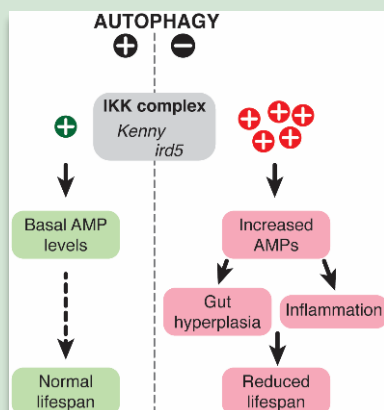 AUTOPHAGY
+ −
IKK complex
Kenny
ird5
+
+ + + + +
Basal AMP
levels
Increased
AMPs
Gut
hyperplasia
Inflammation
Normal
lifespan
Reduced
lifespan